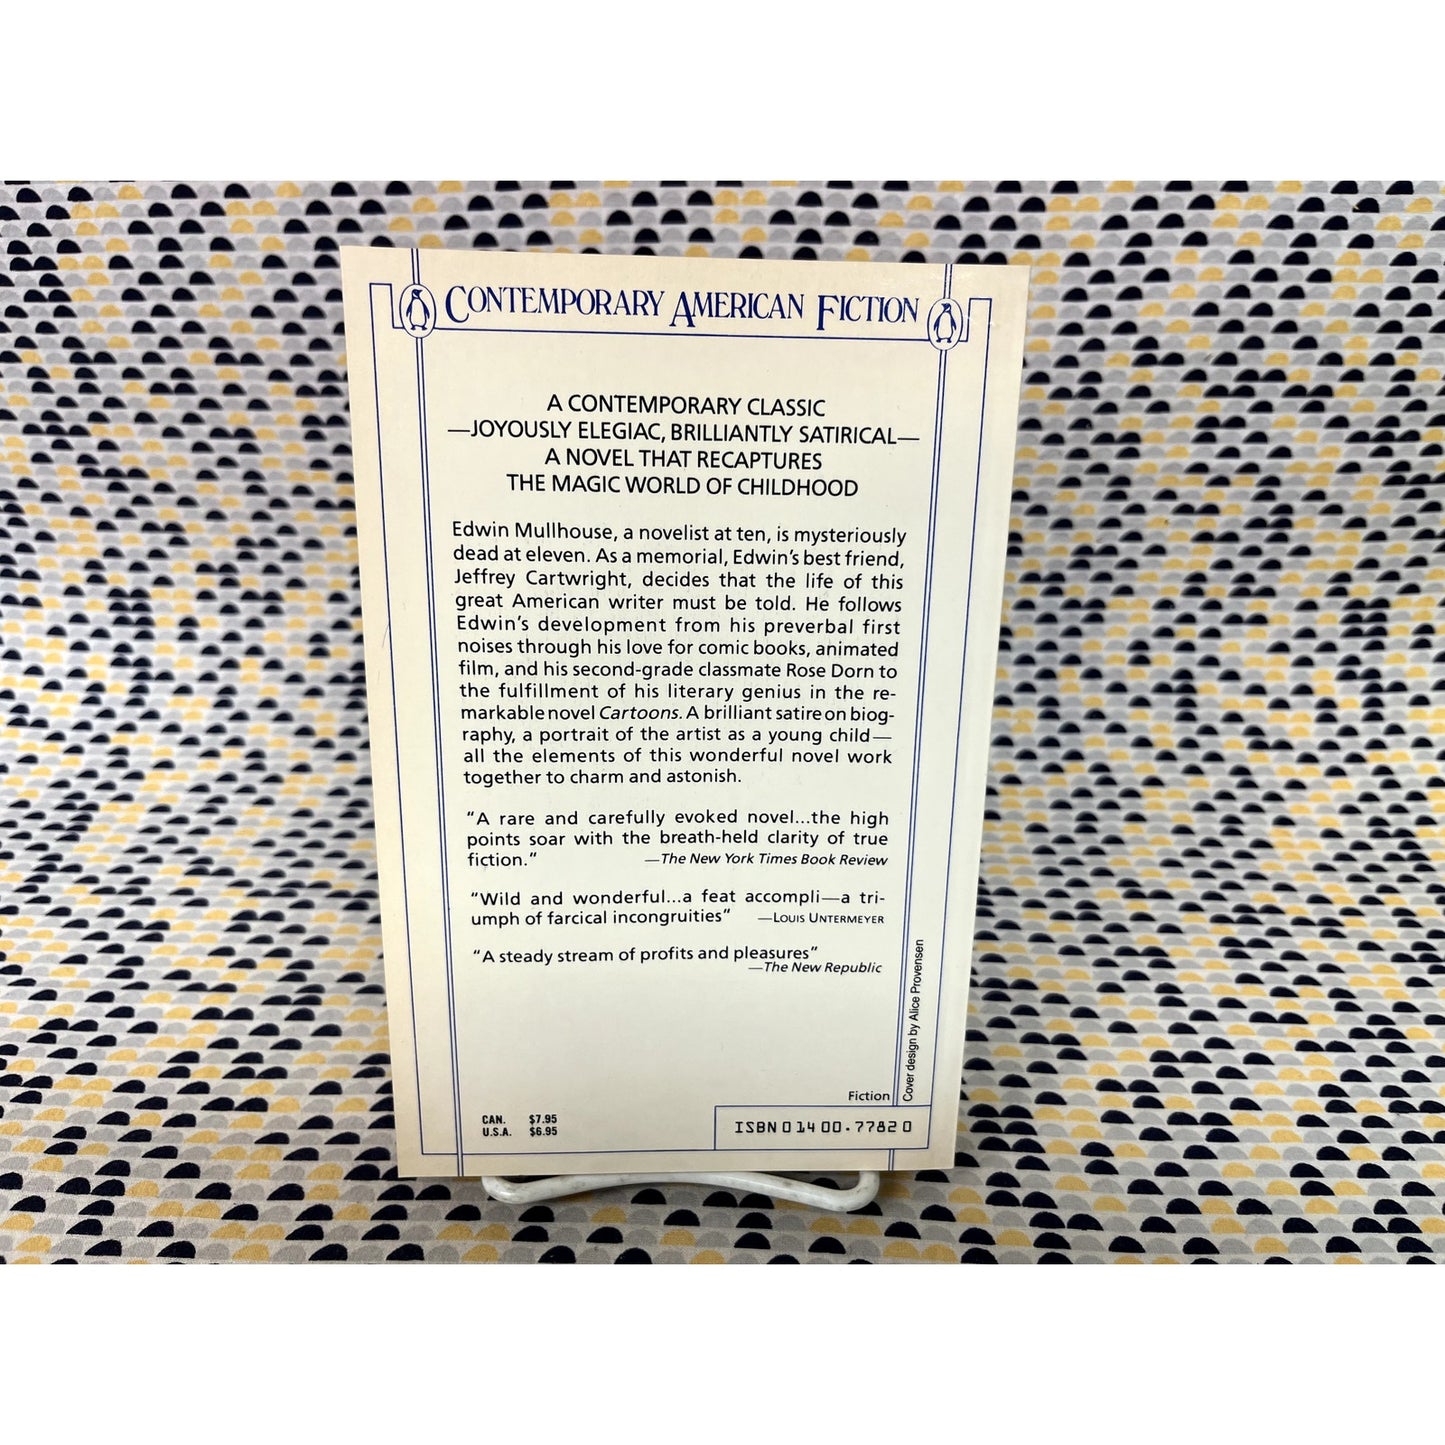 CONTEMPORARY AMERICAN FICTION
A CONTEMPORARY CLASSIC
—JOYOUSLY ELEGIAC, BRILLIANTLY SATIRICAL—
A NOVEL THAT RECAPTURES
THE MAGIC WORLD OF CHILDHOOD
Edwin Mullhouse, a novelist at ten, is mysteriously
dead at eleven. As a memorial, Edwin's best friend,
Jeffrey Cartwright, decides that the life of this
great American writer must be told. He follows
Edwin's development from his preverbal first
noises through his love for comic books, animated
film, and his second-grade classmate Rose Dorn to
the fulfillment of his literary genius in the re-
markable novel Cartoons. A brilliant satire on biog-
raphy, a portrait of the artist as a young child—
all the elements of this wonderful novel work
together to charm and astonish.
"A rare and carefully evoked novel...the high
points soar with the breath-held clarity of true
fiction." —The New York Times Book Review
"Wild and wonderful...a feat accompli—a tri-
umph of farcical incongruities" —LOUIS UNTERMEYER
"A steady stream of profits and pleasures"
—The New Republic
Cover design by Alice Provensen
Fiction
CAN. $7.95
U.S.A. $6.95
ISBN 0 14 00.7782 0